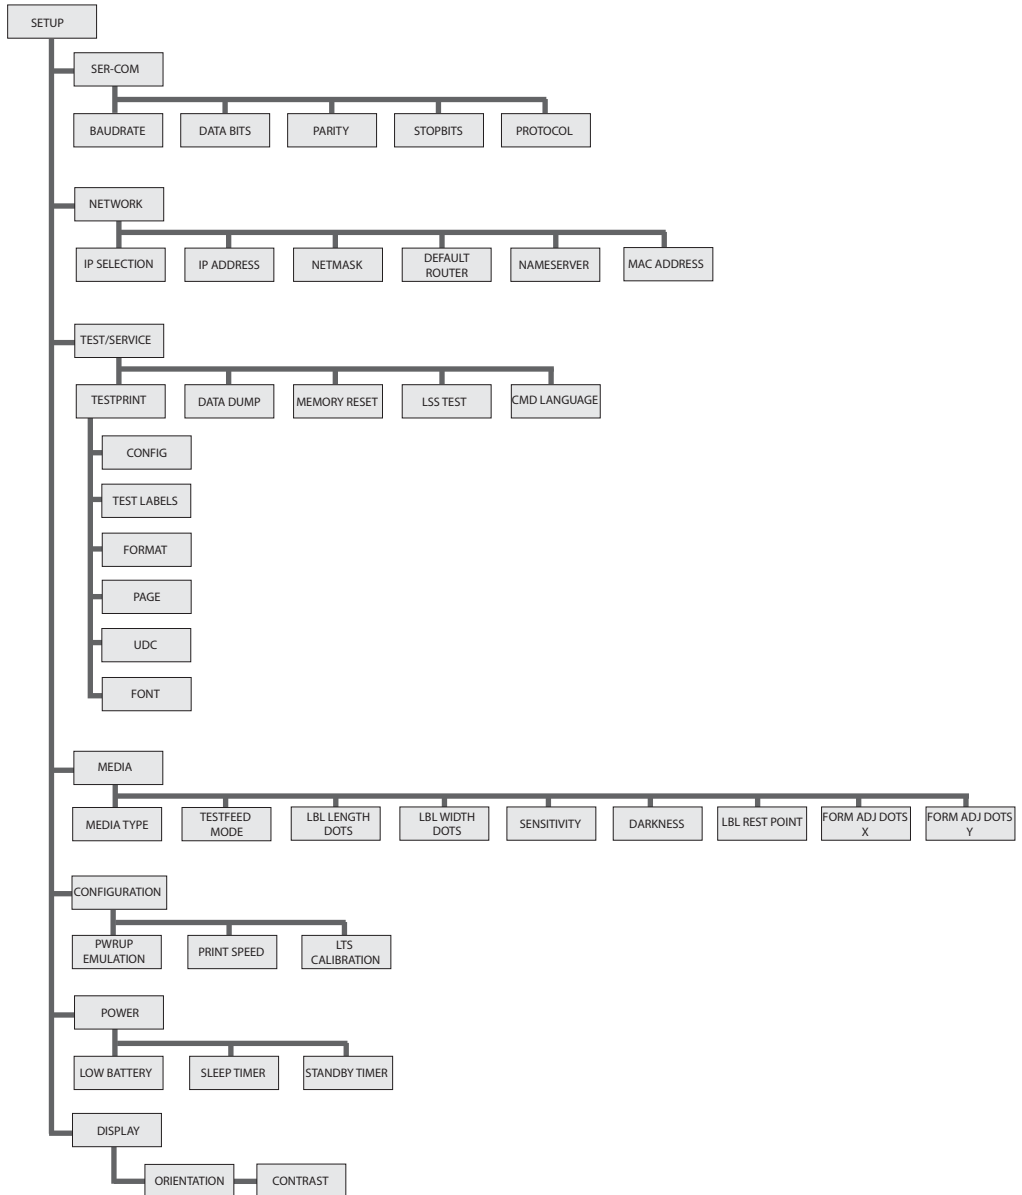 SETUP
SER-COM
BAUDRATE
DATA BITS
PARITY
STOPBITS
PROTOCOL
NETWORK
IP SELECTION
IP ADDRESS
NETMASK
DEFAULT
ROUTER
NAMESERVER
MAC ADDRESS
TEST/SERVICE
TESTPRINT
DATA DUMP
MEMORY RESET
LSS TEST
CMD LANGUAGE
CONFIG
TEST LABELS
FORMAT
PAGE
UDC
FONT
MEDIA
MEDIA TYPE
TESTFEED
MODE
LBL LENGTH
DOTS
LBL WIDTH
DOTS
SENSITIVITY
DARKNESS
LBL REST POINT
FORM ADJ DOTS
X
FORM ADJ DOTS
Y
CONFIGURATION
PWRUP
EMULATION
PRINT SPEED
LTS
CALIBRATION
POWER
LOW BATTERY
SLEEP TIMER
STANDBY TIMER
DISPLAY
ORIENTATION
CONTRAST